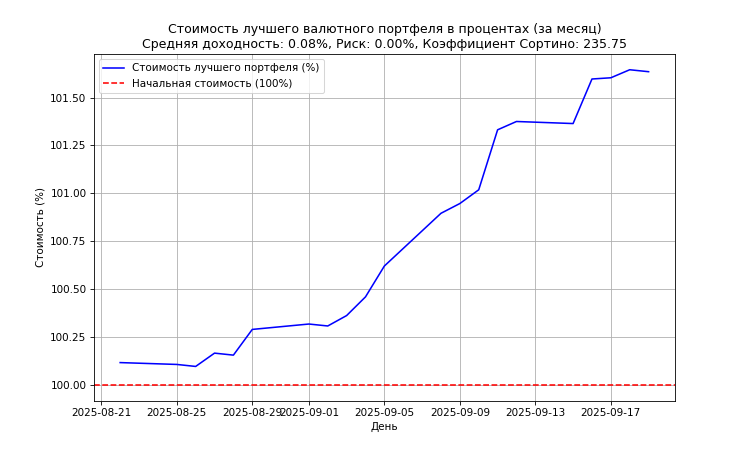 Стоимость лучшего валютного портфеля в процентах (за месяц)
Средняя доходность: 0.08%, Риск: 0.00%, Коэффициент Сортино: 235.75
Стоимость лучшего портфеля (%)
Начальная стоимость (100%)
Стоимость (%)
101.50
101.25
101.00
100.75
100.50
100.25
100.00
2025-08-21
2025-08-25
2025-08-29
2025-09-01
2025-09-05
2025-09-09
2025-09-13
2025-09-17
День